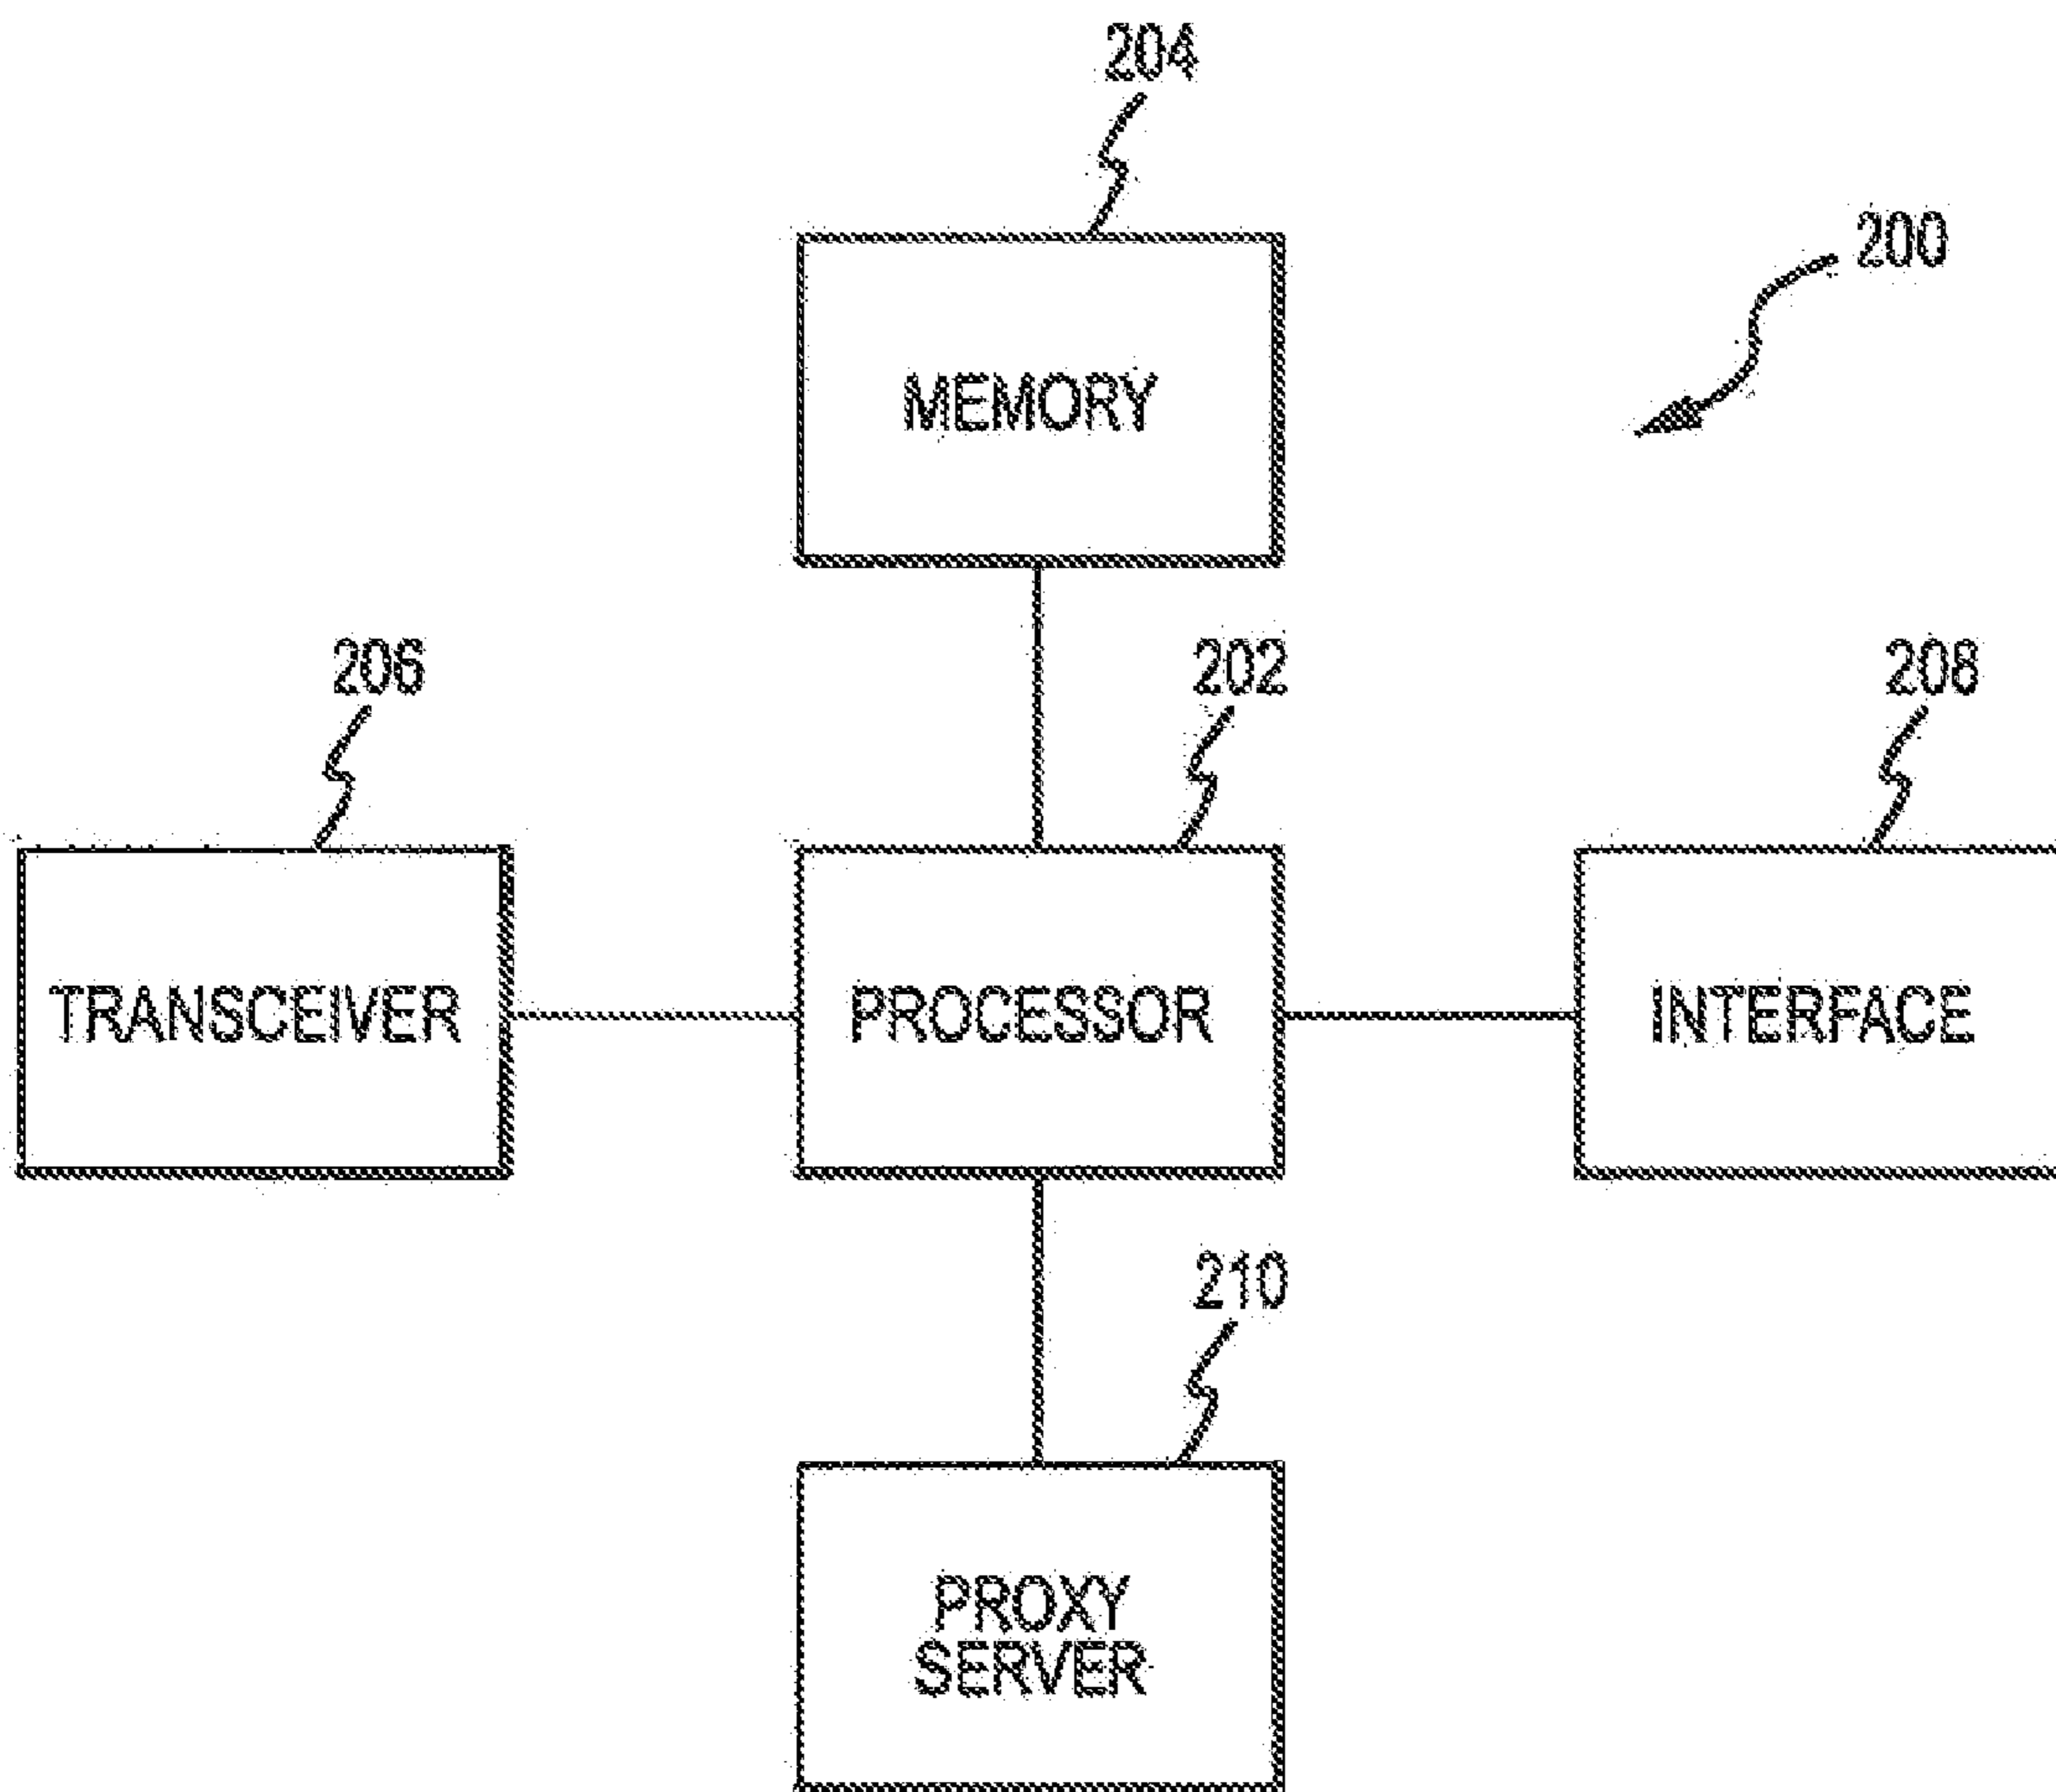 204
200
MEMORY
206
202
208
TRANSCEIVER
PROCESSOR
INTERFACE
210
PROXY
SERVER